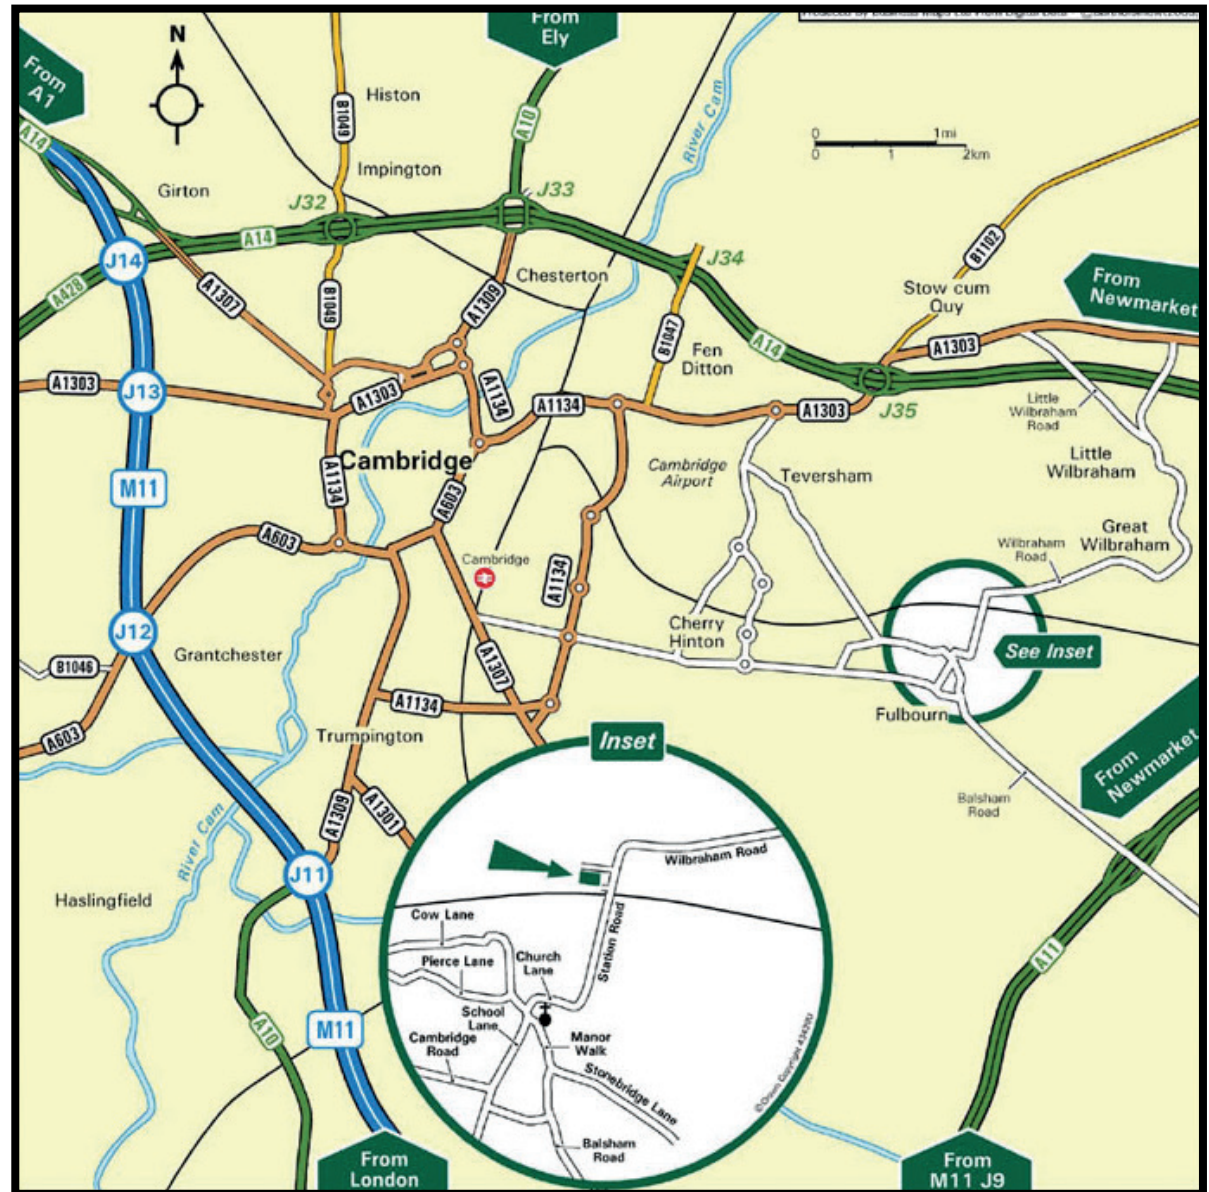 From
Ely
From
A1
N
A14
Histon
B1049
A10
River Cam
0
1mi
0
1
2km
Impington
J33
Girton
J32
A14
J14
Chesterton
J34
B1102
Stow cum
Quy
From
Newmarket
A428
A1307
B1049
A1309
B1047
A14
Fen
Ditton
A1303
A1303
J13
A1303
A1134
A1134
A1303
J35
Little
Wilbraham
Road
Cambridge
A1134
Cambridge
Airport
Teversham
Little
Wilbraham
M11
A603
A603
Great
Wilbraham
Wilbraham
Road
Cambridge
A1134
J12
Cherry
Hinton
See Inset
Grantchester
B1046
A1307
A1134
Fulbourn
A603
Trumpington
Inset
From
Newmarket
Balsham
Road
A1309
A1301
River Cam
J11
Haslingfield
Wilbraham Road
Cow Lane
Church
Lane
Station Road
Pierce Lane
School
Lane
A11
A10
M11
Cambridge
Road
Manor
Walk
Stonebridge Lane
Balsham
Road
From
London
From
M11 J9